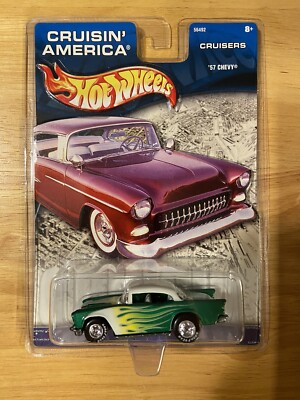 CRUISIN'
AMERICA®
56492
8+
CRUISERS
'57 CHEVY®
Hot Wheels